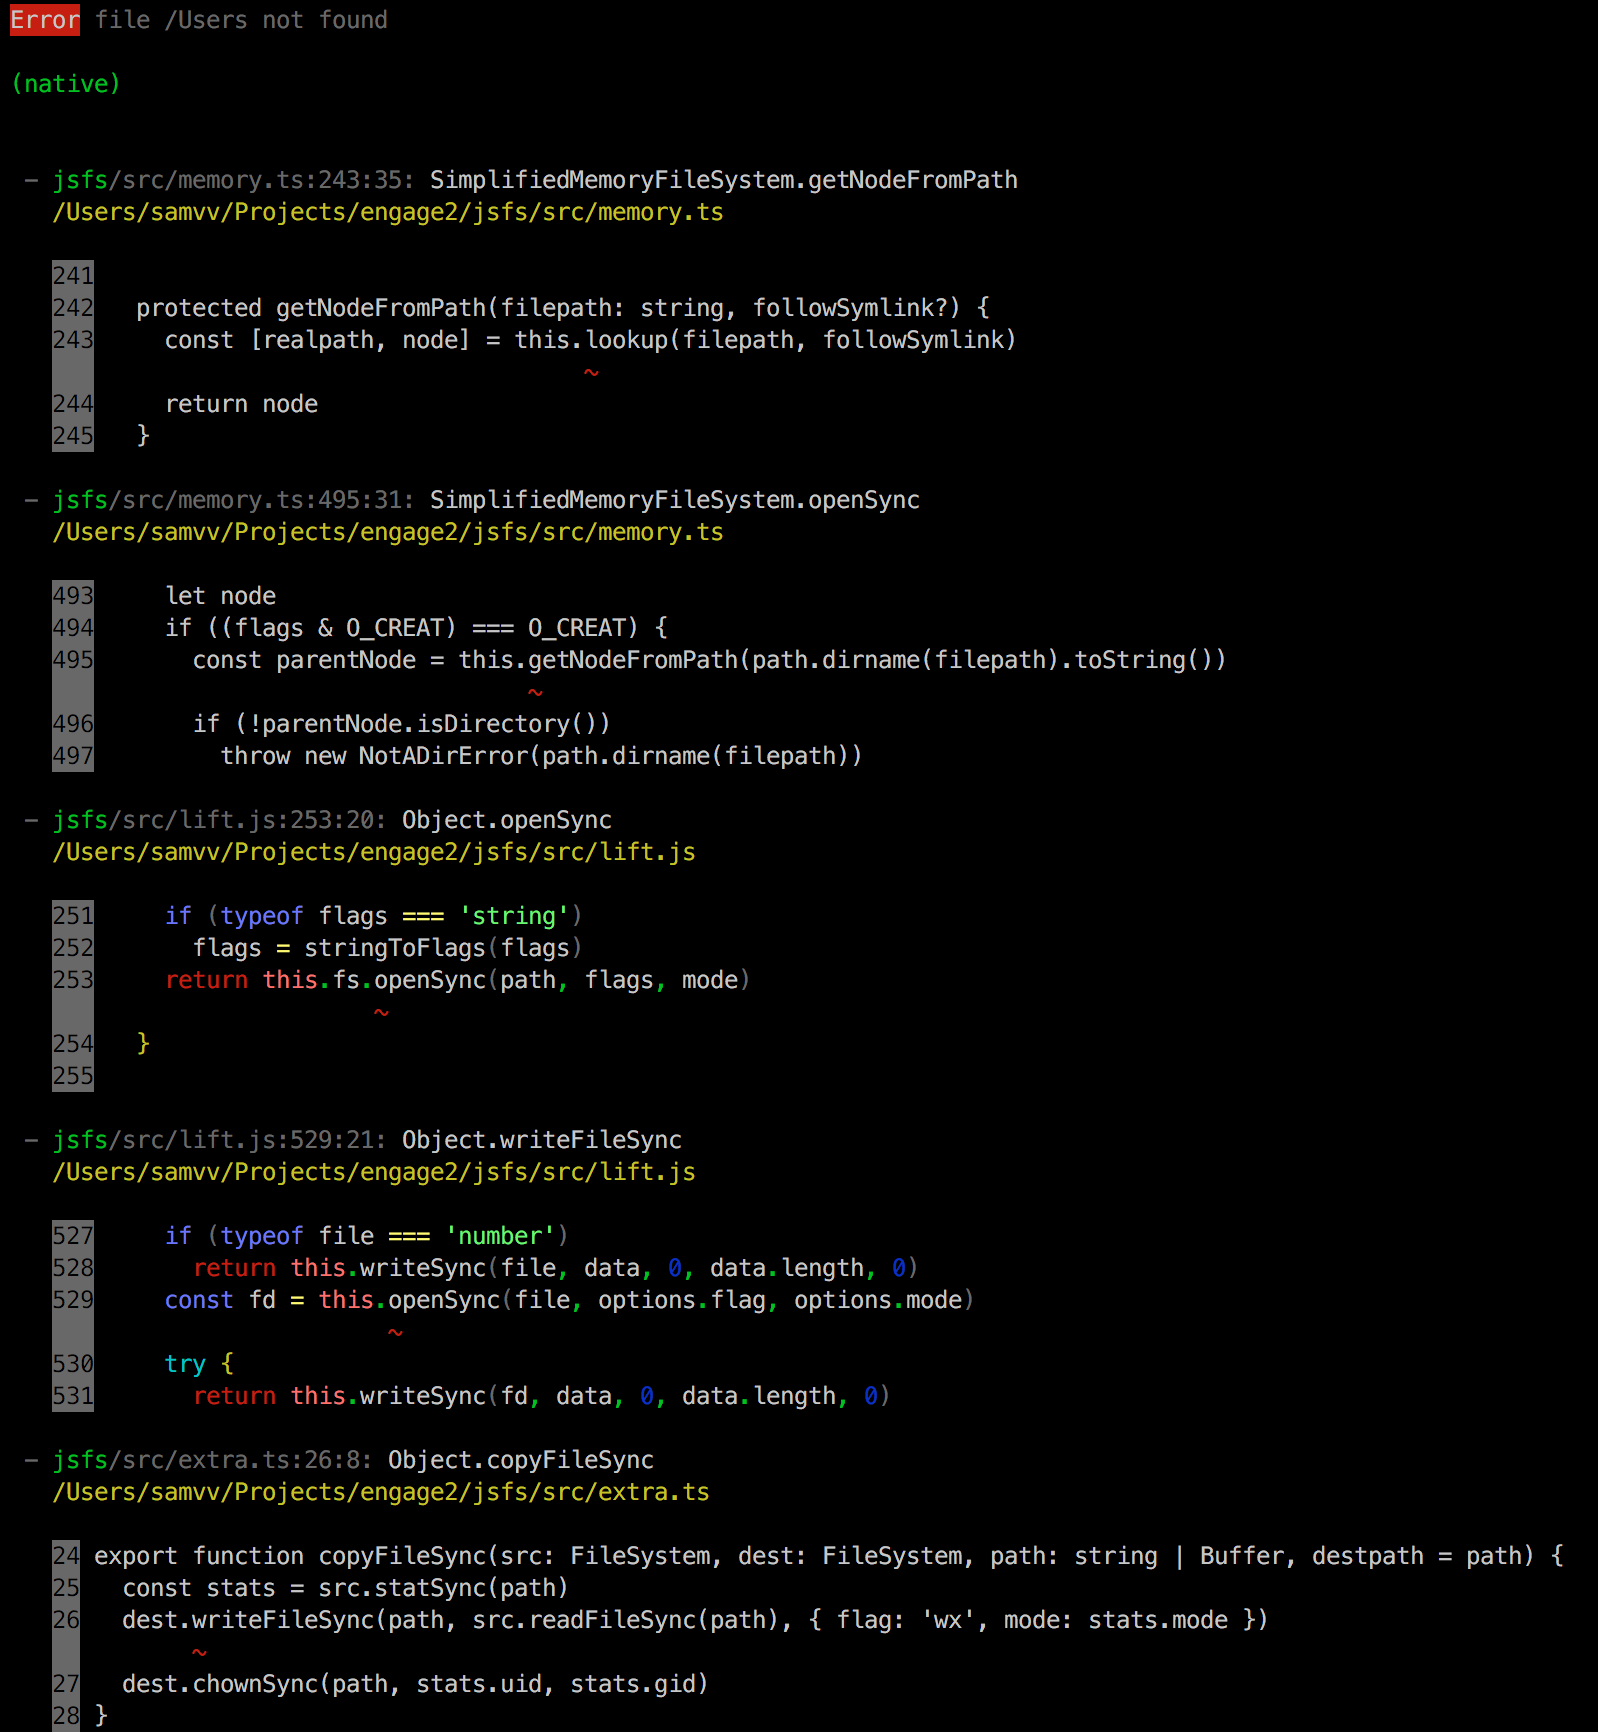 Error file /Users not found
(native)
– jsfs/src/memory.ts:243:35: SimplifiedMemoryFileSystem.getNodeFromPath
/Users/samvv/Projects/engage2/jsfs/src/memory.ts
241
242   protected getNodeFromPath(filepath: string, followSymlink?) {
243     const [realpath, node] = this.lookup(filepath, followSymlink)
~
244     return node
245   }
– jsfs/src/memory.ts:495:31: SimplifiedMemoryFileSystem.openSync
/Users/samvv/Projects/engage2/jsfs/src/memory.ts
493     let node
494     if ((flags & O_CREAT) === O_CREAT) {
495       const parentNode = this.getNodeFromPath(path.dirname(filepath).toString())
~
496       if (!parentNode.isDirectory())
497         throw new NotADirError(path.dirname(filepath))
– jsfs/src/lift.js:253:20: Object.openSync
/Users/samvv/Projects/engage2/jsfs/src/lift.js
251     if (typeof flags === 'string')
252       flags = stringToFlags(flags)
253     return this.fs.openSync(path, flags, mode)
~
254   }
255
– jsfs/src/lift.js:529:21: Object.writeFileSync
/Users/samvv/Projects/engage2/jsfs/src/lift.js
527     if (typeof file === 'number')
528       return this.writeSync(file, data, 0, data.length, 0)
529     const fd = this.openSync(file, options.flag, options.mode)
~
530     try {
531       return this.writeSync(fd, data, 0, data.length, 0)
– jsfs/src/extra.ts:26:8: Object.copyFileSync
/Users/samvv/Projects/engage2/jsfs/src/extra.ts
24 export function copyFileSync(src: FileSystem, dest: FileSystem, path: string | Buffer, destpath = path) {
25   const stats = src.statSync(path)
26   dest.writeFileSync(path, src.readFileSync(path), { flag: 'wx', mode: stats.mode })
~
27   dest.chownSync(path, stats.uid, stats.gid)
28 }